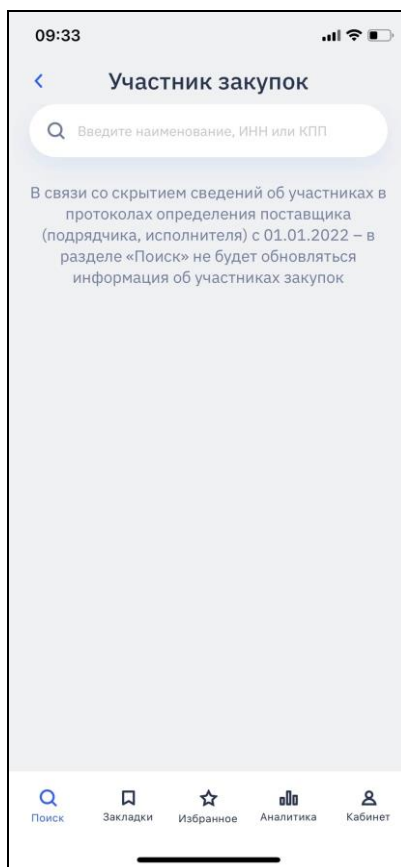 09:33
Участник закупок
Введите наименование, ИНН или КПП
В связи со скрытием сведений об участниках в
протоколах определения поставщика
(подрядчика, исполнителя) с 01.01.2022 – в
разделе «Поиск» не будет обновляться
информация об участниках закупок
Поиск Закладки Избранное Аналитика Кабинет